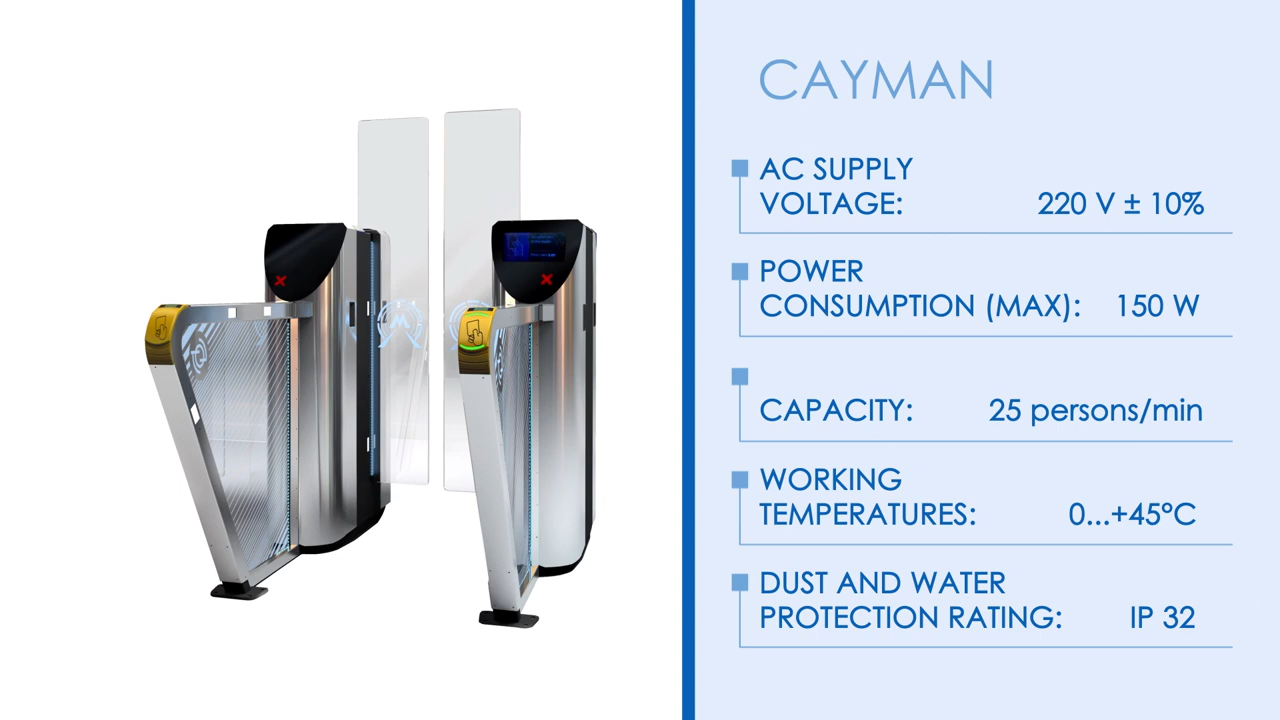 CAYMAN
AC SUPPLY
VOLTAGE: 220 V ± 10%
POWER
CONSUMPTION (MAX): 150 W
CAPACITY: 25 persons/min
WORKING
TEMPERATURES: 0...+45°C
DUST AND WATER
PROTECTION RATING: IP 32